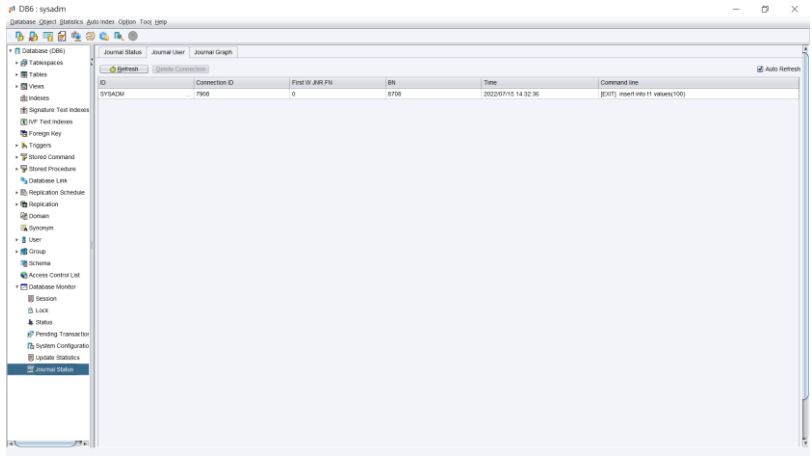 DB6 : sysadm
Database Object Statistics Auto index Option Tool Help
Database (DB6)
Tablespaces
Tables
Views
Indexes
Signature Text Indexes
IVF Text Indexes
Foreign Key
Triggers
Stored Command
Stored Procedure
Database Link
Replication Schedule
Replication
Domain
Synonym
User
Group
Schema
Access Control List
Database Monitor
Session
Lock
Status
Pending Transaction
System Configuratio
Update Statistics
Journal Status
Journal Status Journal User Journal Graph
Refresh Delete Connection Auto Refresh
ID Connection ID First W JNR FN BN Time Command line
SYSADM ... 7908 0 8708 2022/07/15 14:32:36 [EXIT] insert into t1 values(100)